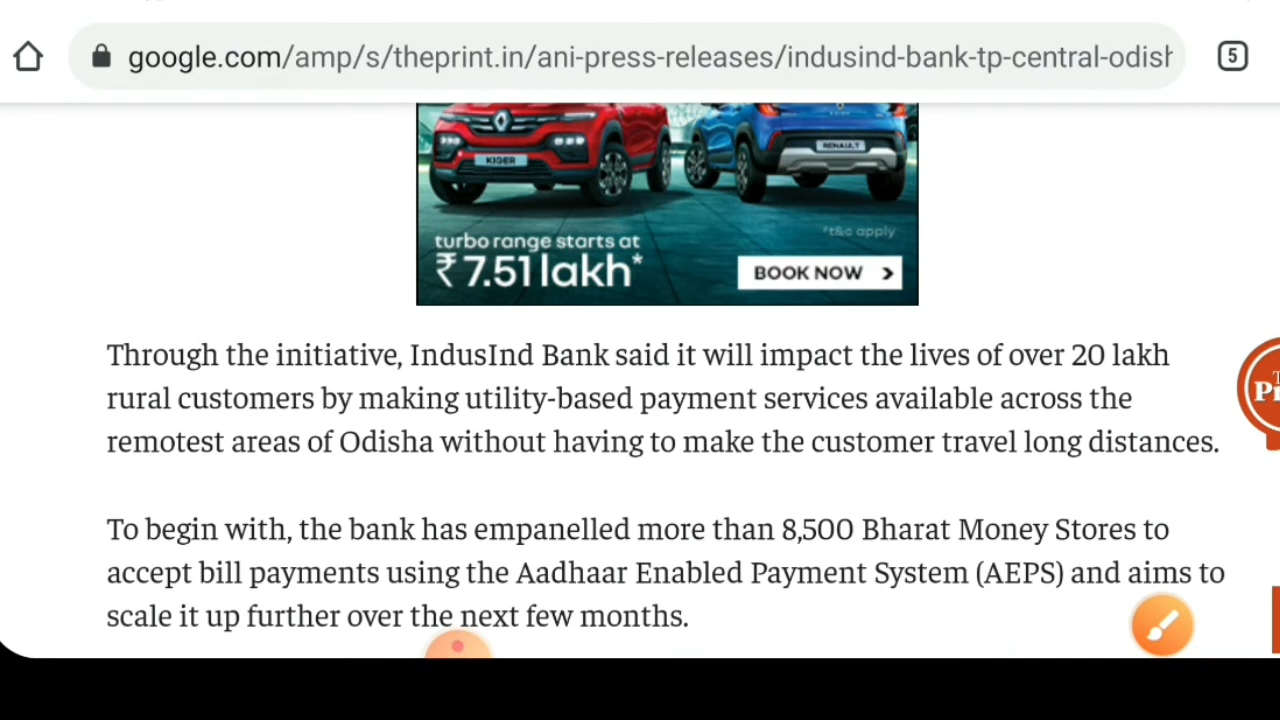 google.com/amp/s/theprint.in/ani-press-releases/indusind-bank-tp-central-odish
5
KIGER
RENAULT
*t&c apply
turbo range starts at
₹7.51 lakh*
BOOK NOW >
Through the initiative, IndusInd Bank said it will impact the lives of over 20 lakh
rural customers by making utility-based payment services available across the
remotest areas of Odisha without having to make the customer travel long distances.
To begin with, the bank has empanelled more than 8,500 Bharat Money Stores to
accept bill payments using the Aadhaar Enabled Payment System (AEPS) and aims to
scale it up further over the next few months.